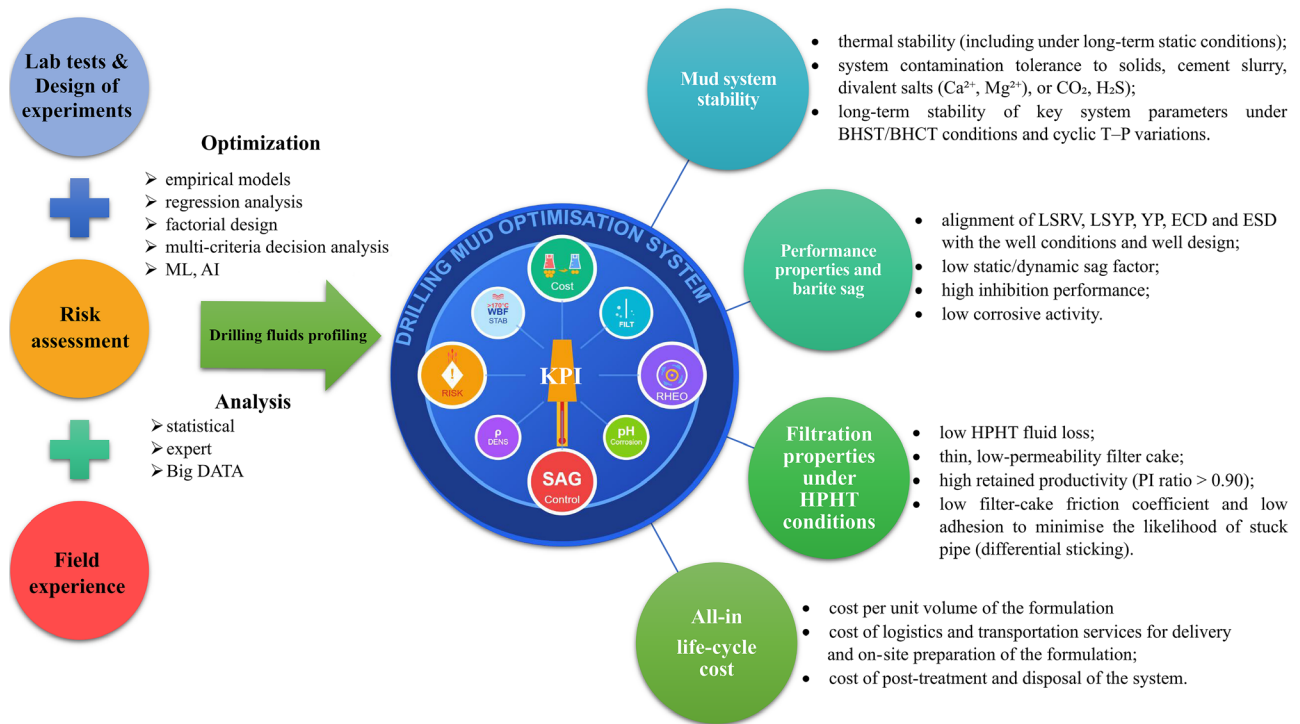 Lab tests &
Design of
experiments
Risk
assessment
Field
experience
Optimization
➢ empirical models
➢ regression analysis
➢ factorial design
➢ multi-criteria decision analysis
➢ ML, AI
Drilling fluids profiling
Analysis
➢ statistical
➢ expert
➢ Big DATA
DRILLING MUD OPTIMISATION SYSTEM
Cost
>170°C
WBF
STAB
FILT
RISK
KPI
RHEO
ρ
DENS
pH
Corrosion
SAG
Control
Mud system
stability
• thermal stability (including under long-term static conditions);
• system contamination tolerance to solids, cement slurry,
divalent salts (Ca²⁺, Mg²⁺), or CO₂, H₂S);
• long-term stability of key system parameters under
BHST/BHCT conditions and cyclic T–P variations.
Performance
properties and
barite sag
• alignment of LSRV, LSYP, YP, ECD and ESD
with the well conditions and well design;
• low static/dynamic sag factor;
• high inhibition performance;
• low corrosive activity.
Filtration
properties
under
HPHT
conditions
• low HPHT fluid loss;
• thin, low-permeability filter cake;
• high retained productivity (PI ratio > 0.90);
• low filter-cake friction coefficient and low
adhesion to minimise the likelihood of stuck
pipe (differential sticking).
All-in
life-cycle
cost
• cost per unit volume of the formulation
• cost of logistics and transportation services for delivery
and on-site preparation of the formulation;
• cost of post-treatment and disposal of the system.